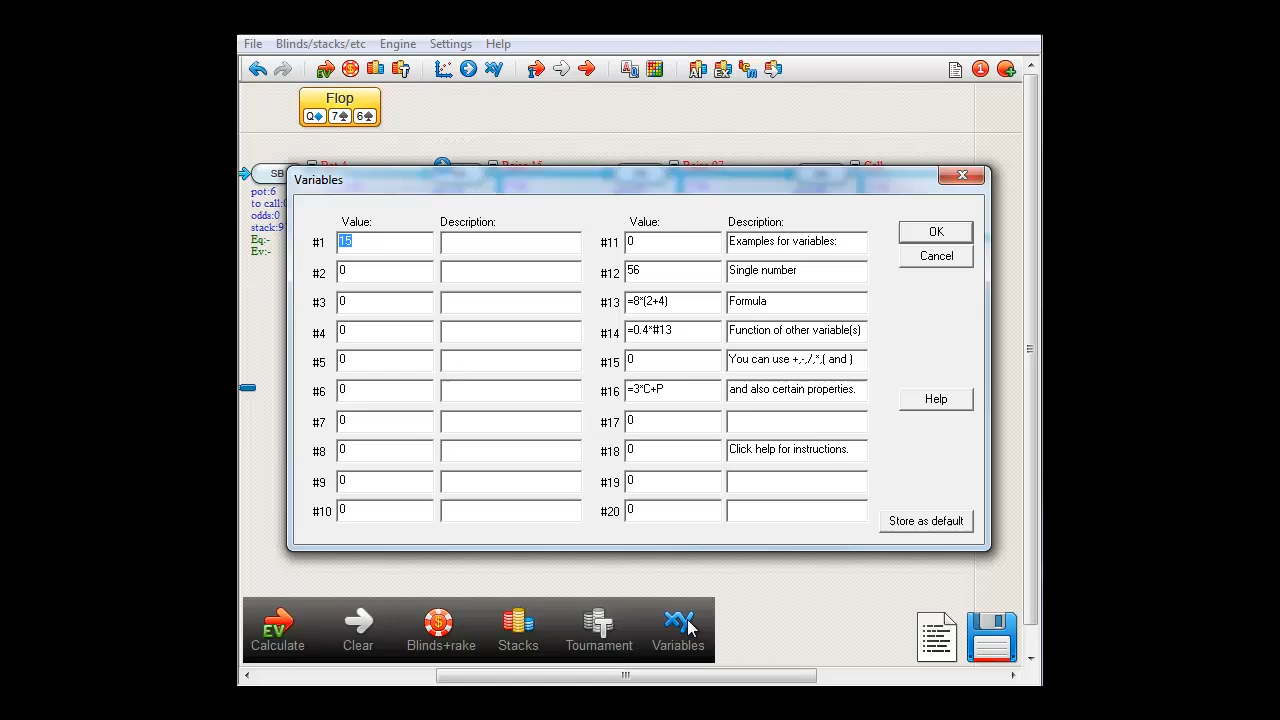 File Blinds/stacks/etc Engine Settings Help
Flop
Q♦ 7♠ 6♠
SB
pot:6
to call:
odds:0
stack:9
Eq:-
Ev:-
Variables
Value: Description: Value: Description:
#1 15 #11 0 Examples for variables:
#2 0 #12 56 Single number
#3 0 #13 =8*(2+4) Formula
#4 0 #14 =0.4*#13 Function of other variable(s)
#5 0 #15 0 You can use +,-,/,*,( and )
#6 0 #16 =3*C+P and also certain properties.
#7 0 #17 0
#8 0 #18 0 Click help for instructions.
#9 0 #19 0
#10 0 #20 0
OK
Cancel
Help
Store as default
Calculate Clear Blinds+rake Stacks Tournament Variables